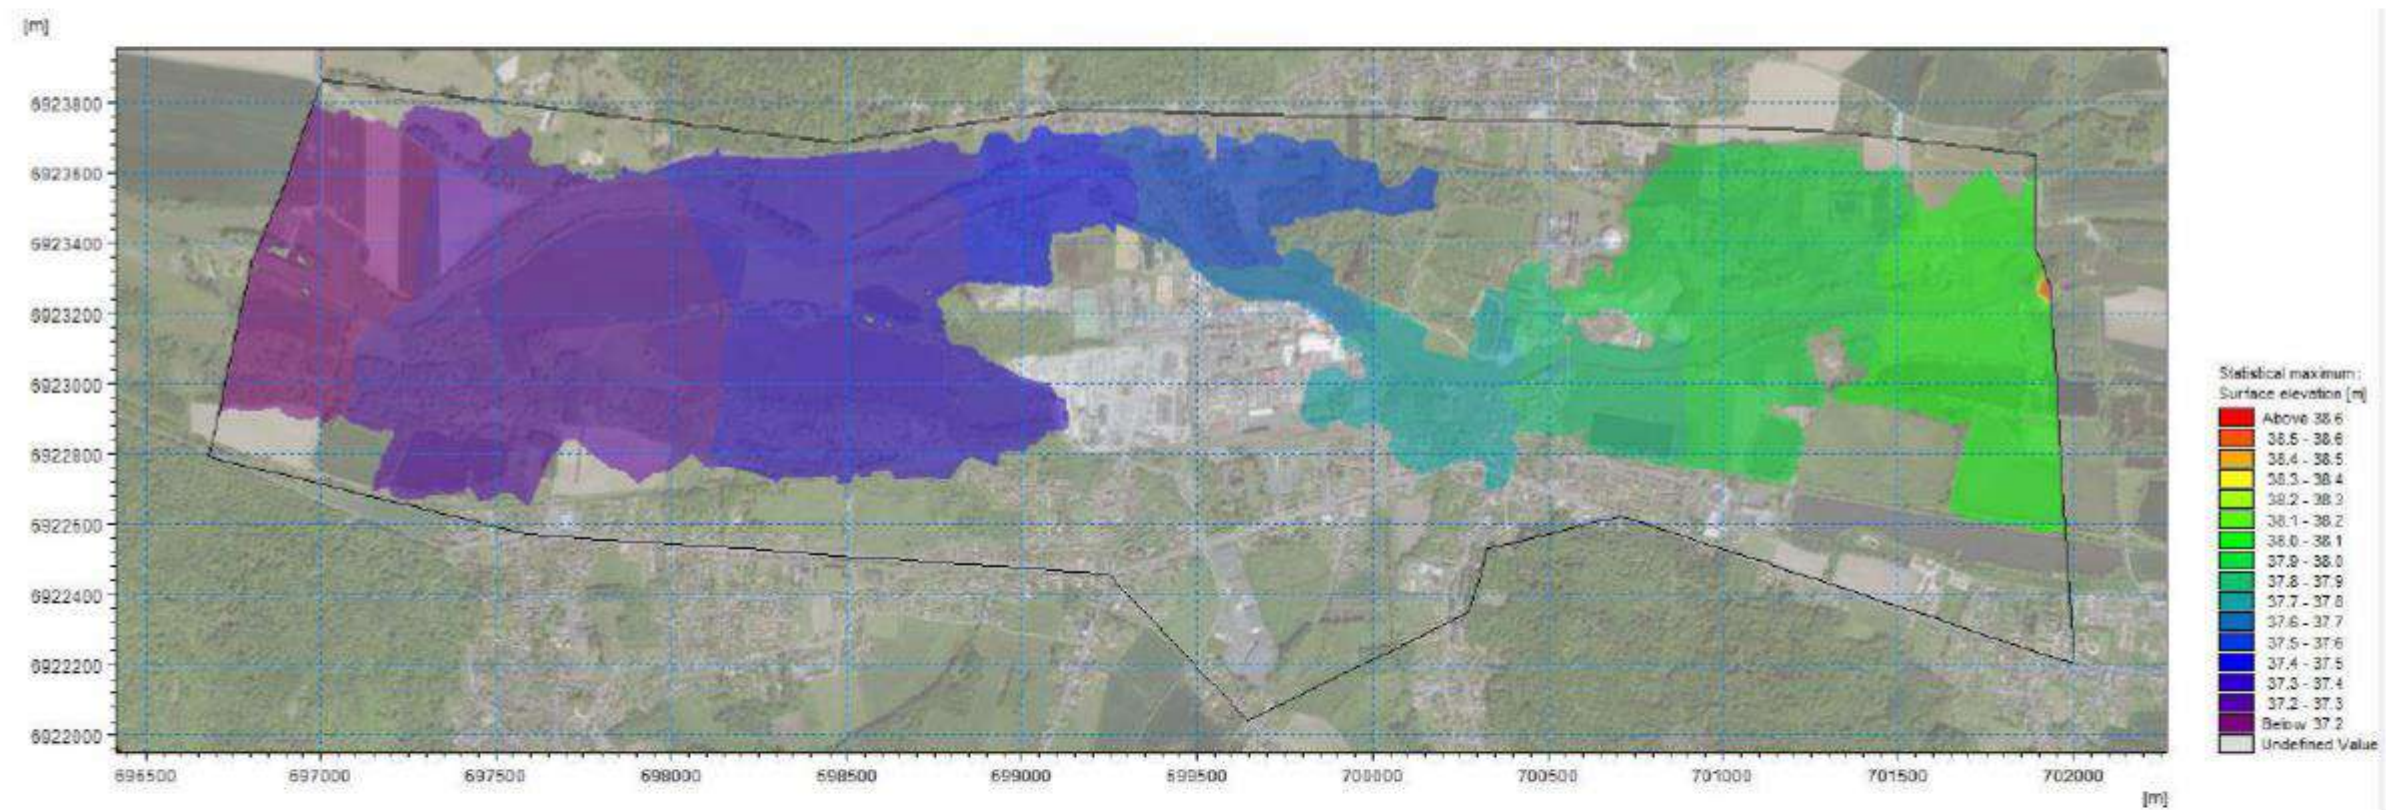 [m]
6923800
6923600
6923400
6923200
6923000
6922800
6922600
6922400
6922200
6922000
696500 697000 697500 698000 698500 699000 699500 700000 700500 701000 701500 702000
[m]
Statistical maximum :
Surface elevation [m]
Above 38.6
38.5 - 38.6
38.4 - 38.5
38.3 - 38.4
38.2 - 38.3
38.1 - 38.2
38.0 - 38.1
37.9 - 38.0
37.8 - 37.9
37.7 - 37.8
37.6 - 37.7
37.5 - 37.6
37.4 - 37.5
37.3 - 37.4
37.2 - 37.3
Below 37.2
Undefined Value